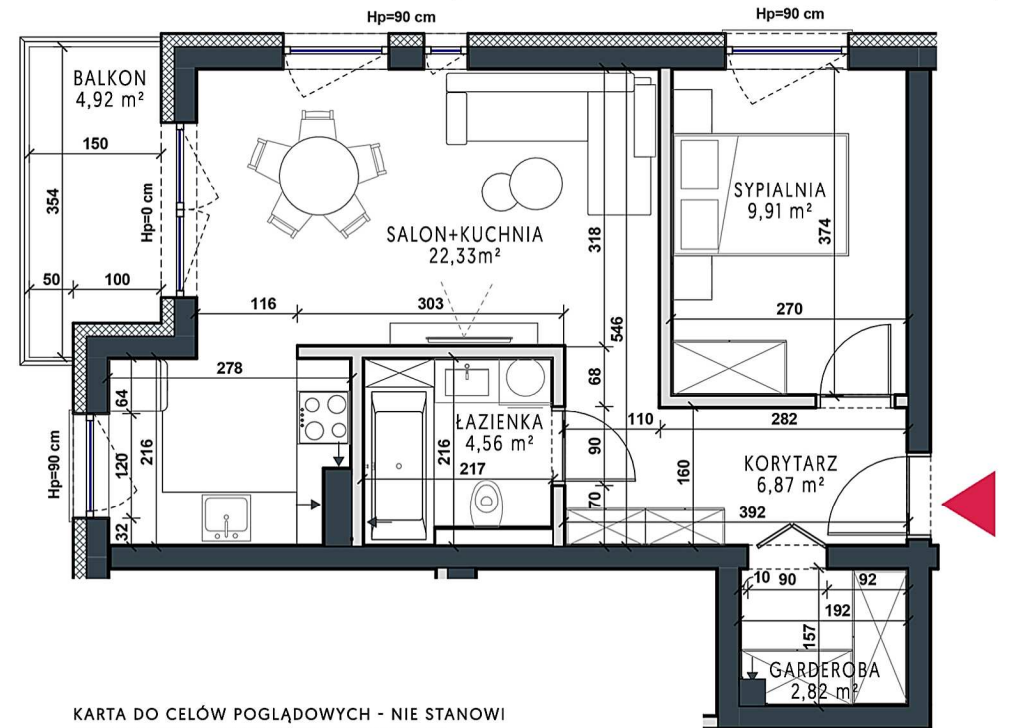 Hp=90 cm
Hp=90 cm
BALKON
4,92 m²
150
354
Hp=0 cm
50
100
SALON+KUCHNIA
22,33m²
318
SYPIALNIA
9,91 m²
374
116
303
546
270
278
68
64
216
120
32
Hp=90 cm
ŁAZIENKA
4,56 m²
216
217
110
282
90
70
160
KORYTARZ
6,87 m²
392
10
90
92
192
157
GARDEROBA
2,82 m²
KARTA DO CELÓW POGLĄDOWYCH - NIE STANOWI